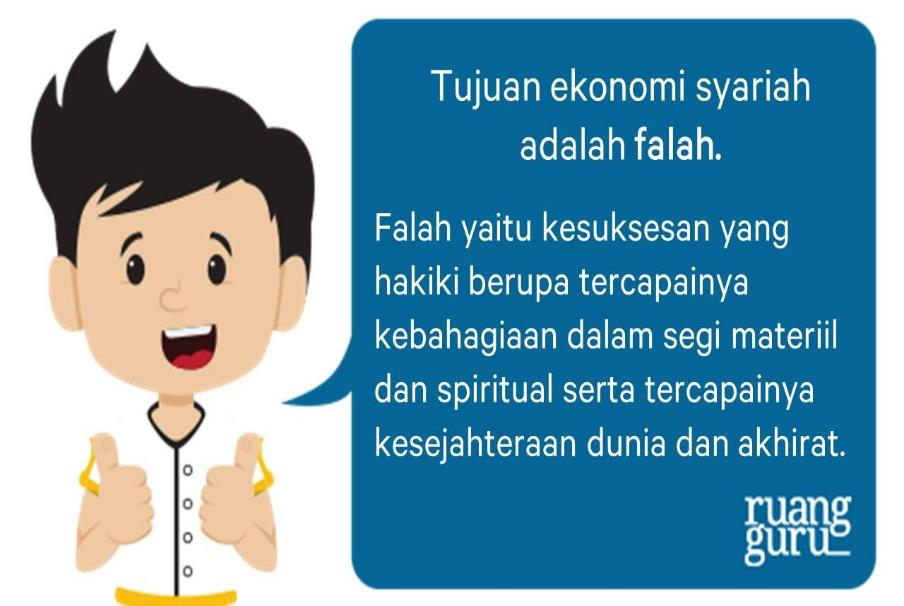 Tujuan ekonomi syariah
adalah falah.
Falah yaitu kesuksesan yang
hakiki berupa tercapainya
kebahagiaan dalam segi materiil
dan spiritual serta tercapainya
kesejahteraan dunia dan akhirat.
ruang
guru